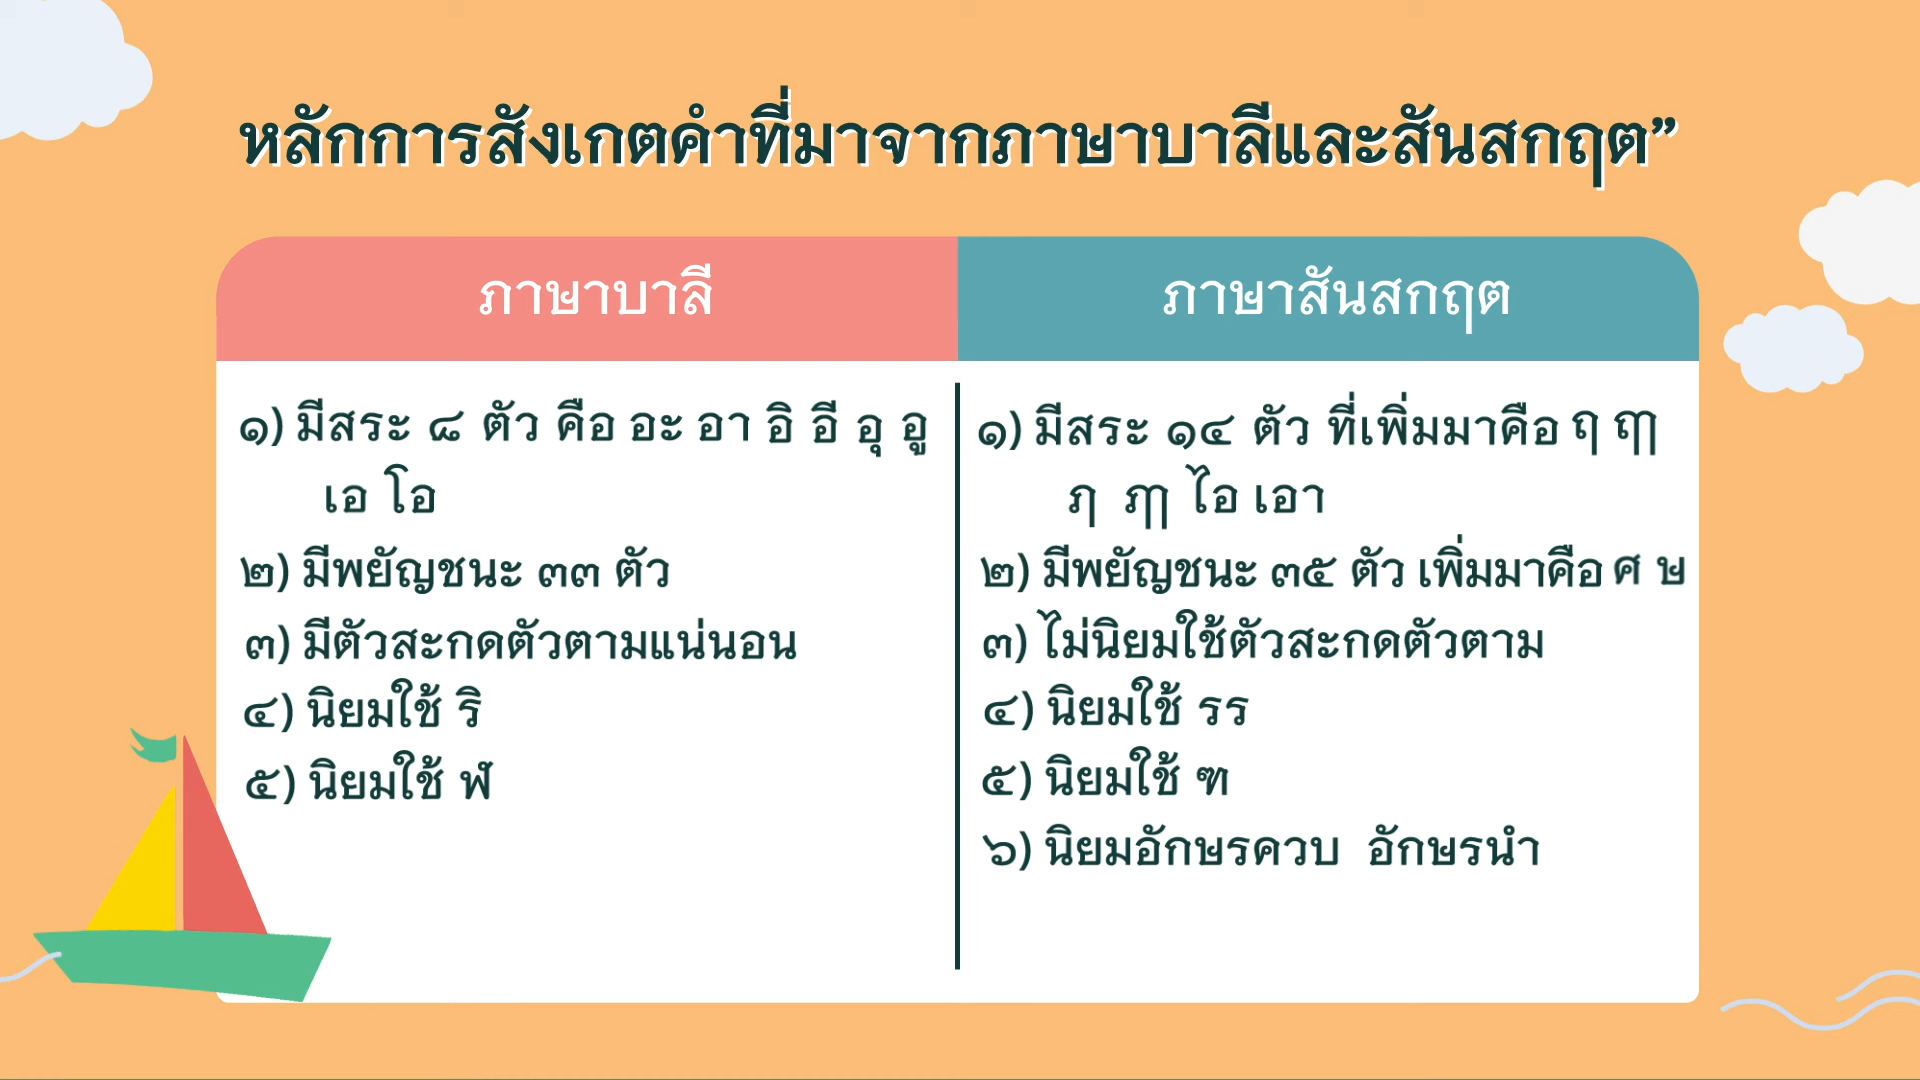 หลักการสังเกตคำที่มาจากภาษาบาลีและสันสกฤต”
ภาษาบาลี
๑) มีสระ ๘ ตัว คือ อะ อา อิ อี อุ อู
เอ โอ
๒) มีพยัญชนะ ๓๓ ตัว
๓) มีตัวสะกดตัวตามแน่นอน
๔) นิยมใช้ ริ
๕) นิยมใช้ ฬ
ภาษาสันสกฤต
๑) มีสระ ๑๔ ตัว ที่เพิ่มมาคือ ฤ ฤๅ
ฦ ฦๅ ไอ เอา
๒) มีพยัญชนะ ๓๕ ตัว เพิ่มมาคือ ศ ษ
๓) ไม่นิยมใช้ตัวสะกดตัวตาม
๔) นิยมใช้ รร
๕) นิยมใช้ ฑ
๖) นิยมอักษรควบ อักษรนำ